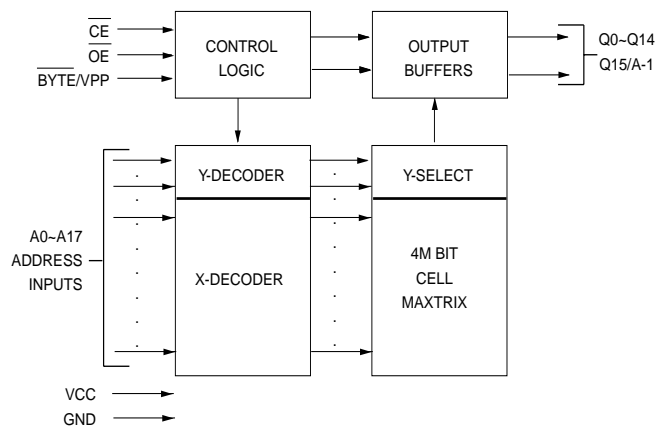 CE
OE
BYTE/VPP
CONTROL
LOGIC
OUTPUT
BUFFERS
Q0~Q14
Q15/A-1
A0~A17
ADDRESS
INPUTS
Y-DECODER
X-DECODER
Y-SELECT
4M BIT
CELL
MAXTRIX
VCC
GND